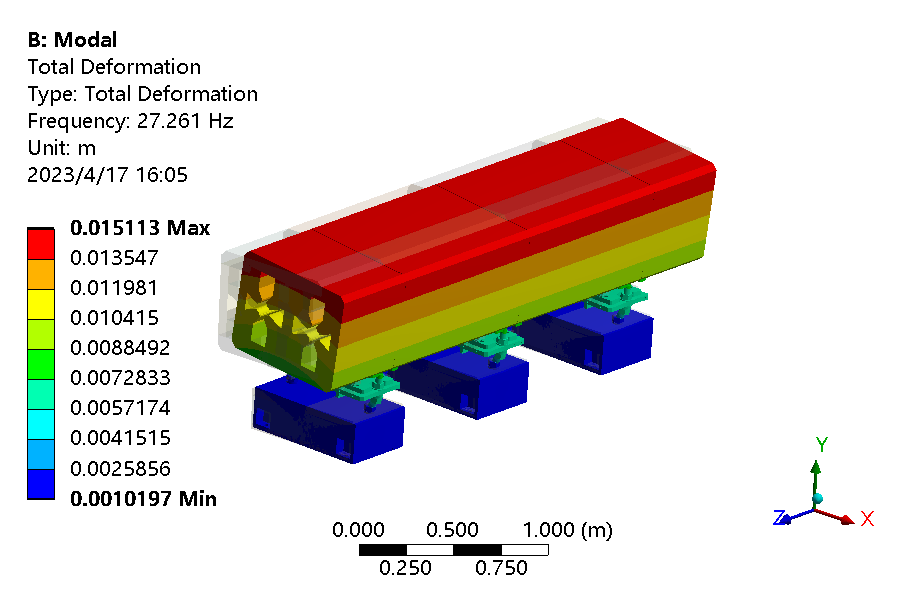 B: Modal
Total Deformation
Type: Total Deformation
Frequency: 27.261 Hz
Unit: m
2023/4/17 16:05
0.015113 Max
0.013547
0.011981
0.010415
0.0088492
0.0072833
0.0057174
0.0041515
0.0025856
0.0010197 Min
0.000 0.500 1.000 (m)
0.250 0.750
Y
Z X